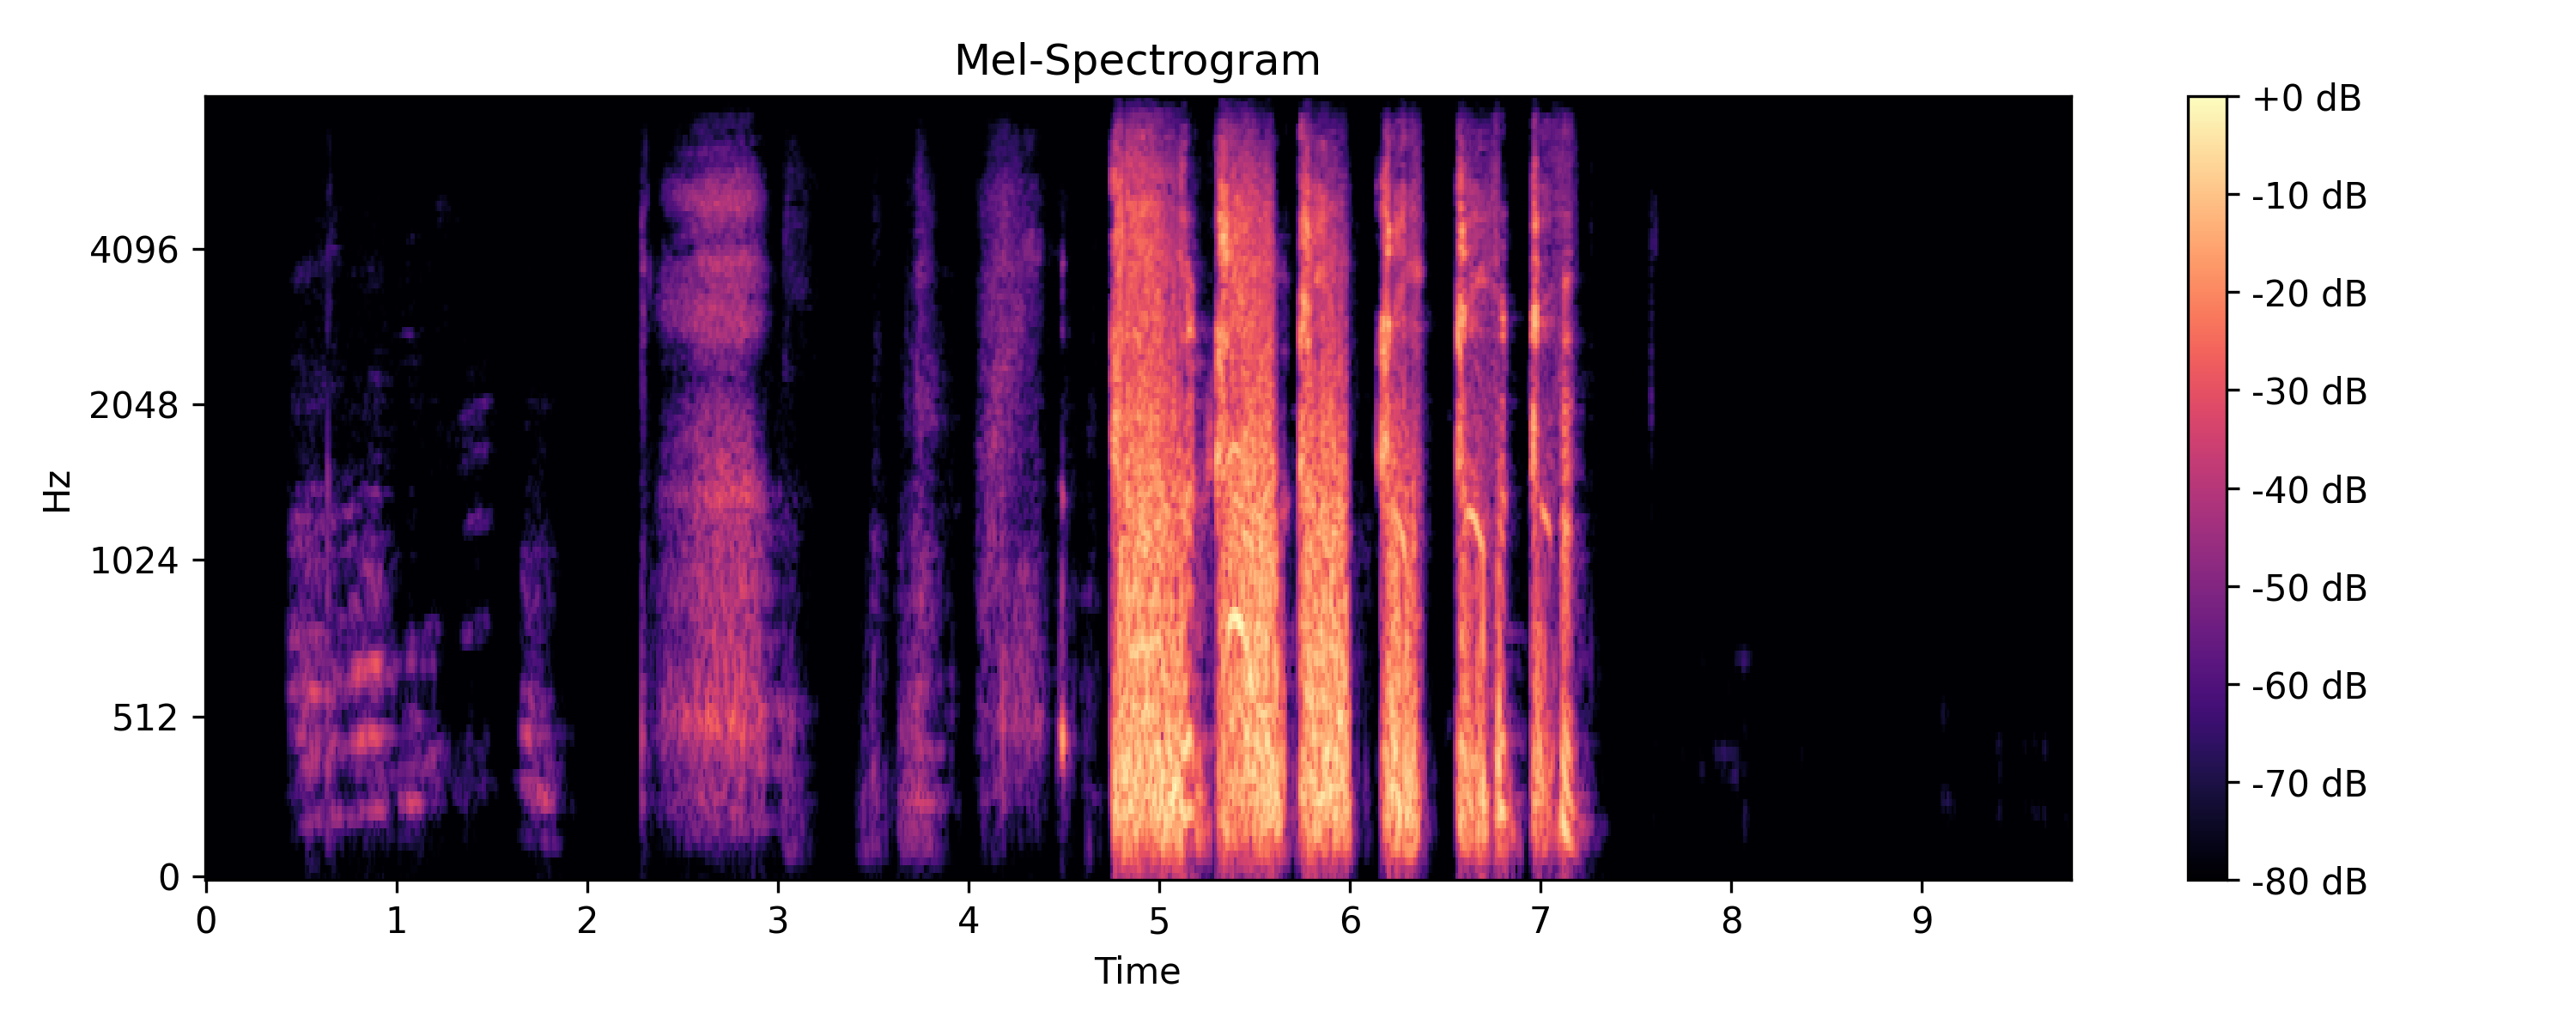 Mel-Spectrogram
+0 dB
-10 dB
-20 dB
-30 dB
-40 dB
-50 dB
-60 dB
-70 dB
-80 dB
Hz
4096
2048
1024
512
0
0 1 2 3 4 5 6 7 8 9
Time